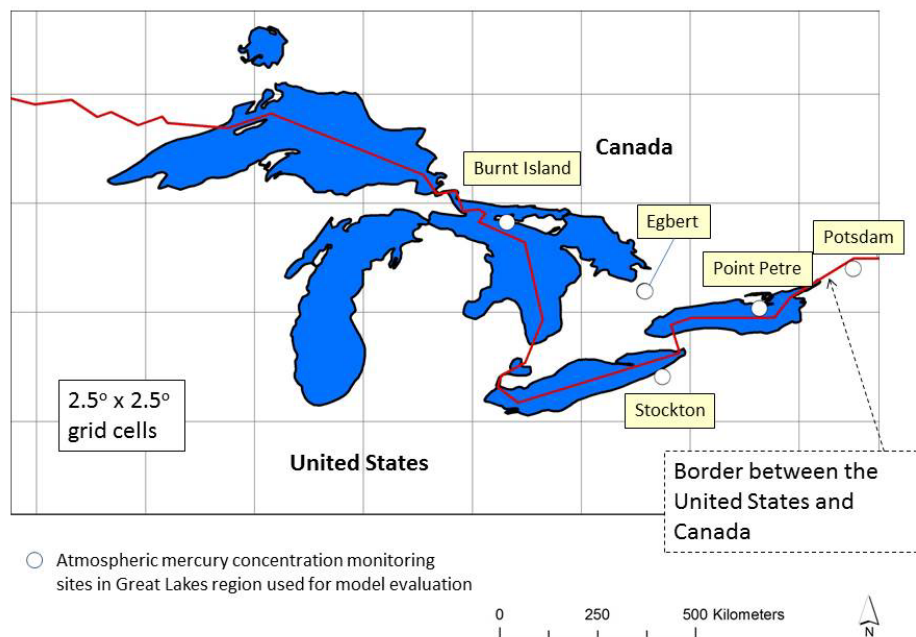 Canada
Burnt Island
Egbert
Potsdam
Point Petre
2.5º x 2.5º
grid cells
Stockton
United States
Border between the
United States and
Canada
Atmospheric mercury concentration monitoring
sites in Great Lakes region used for model evaluation
0 250 500 Kilometers
N